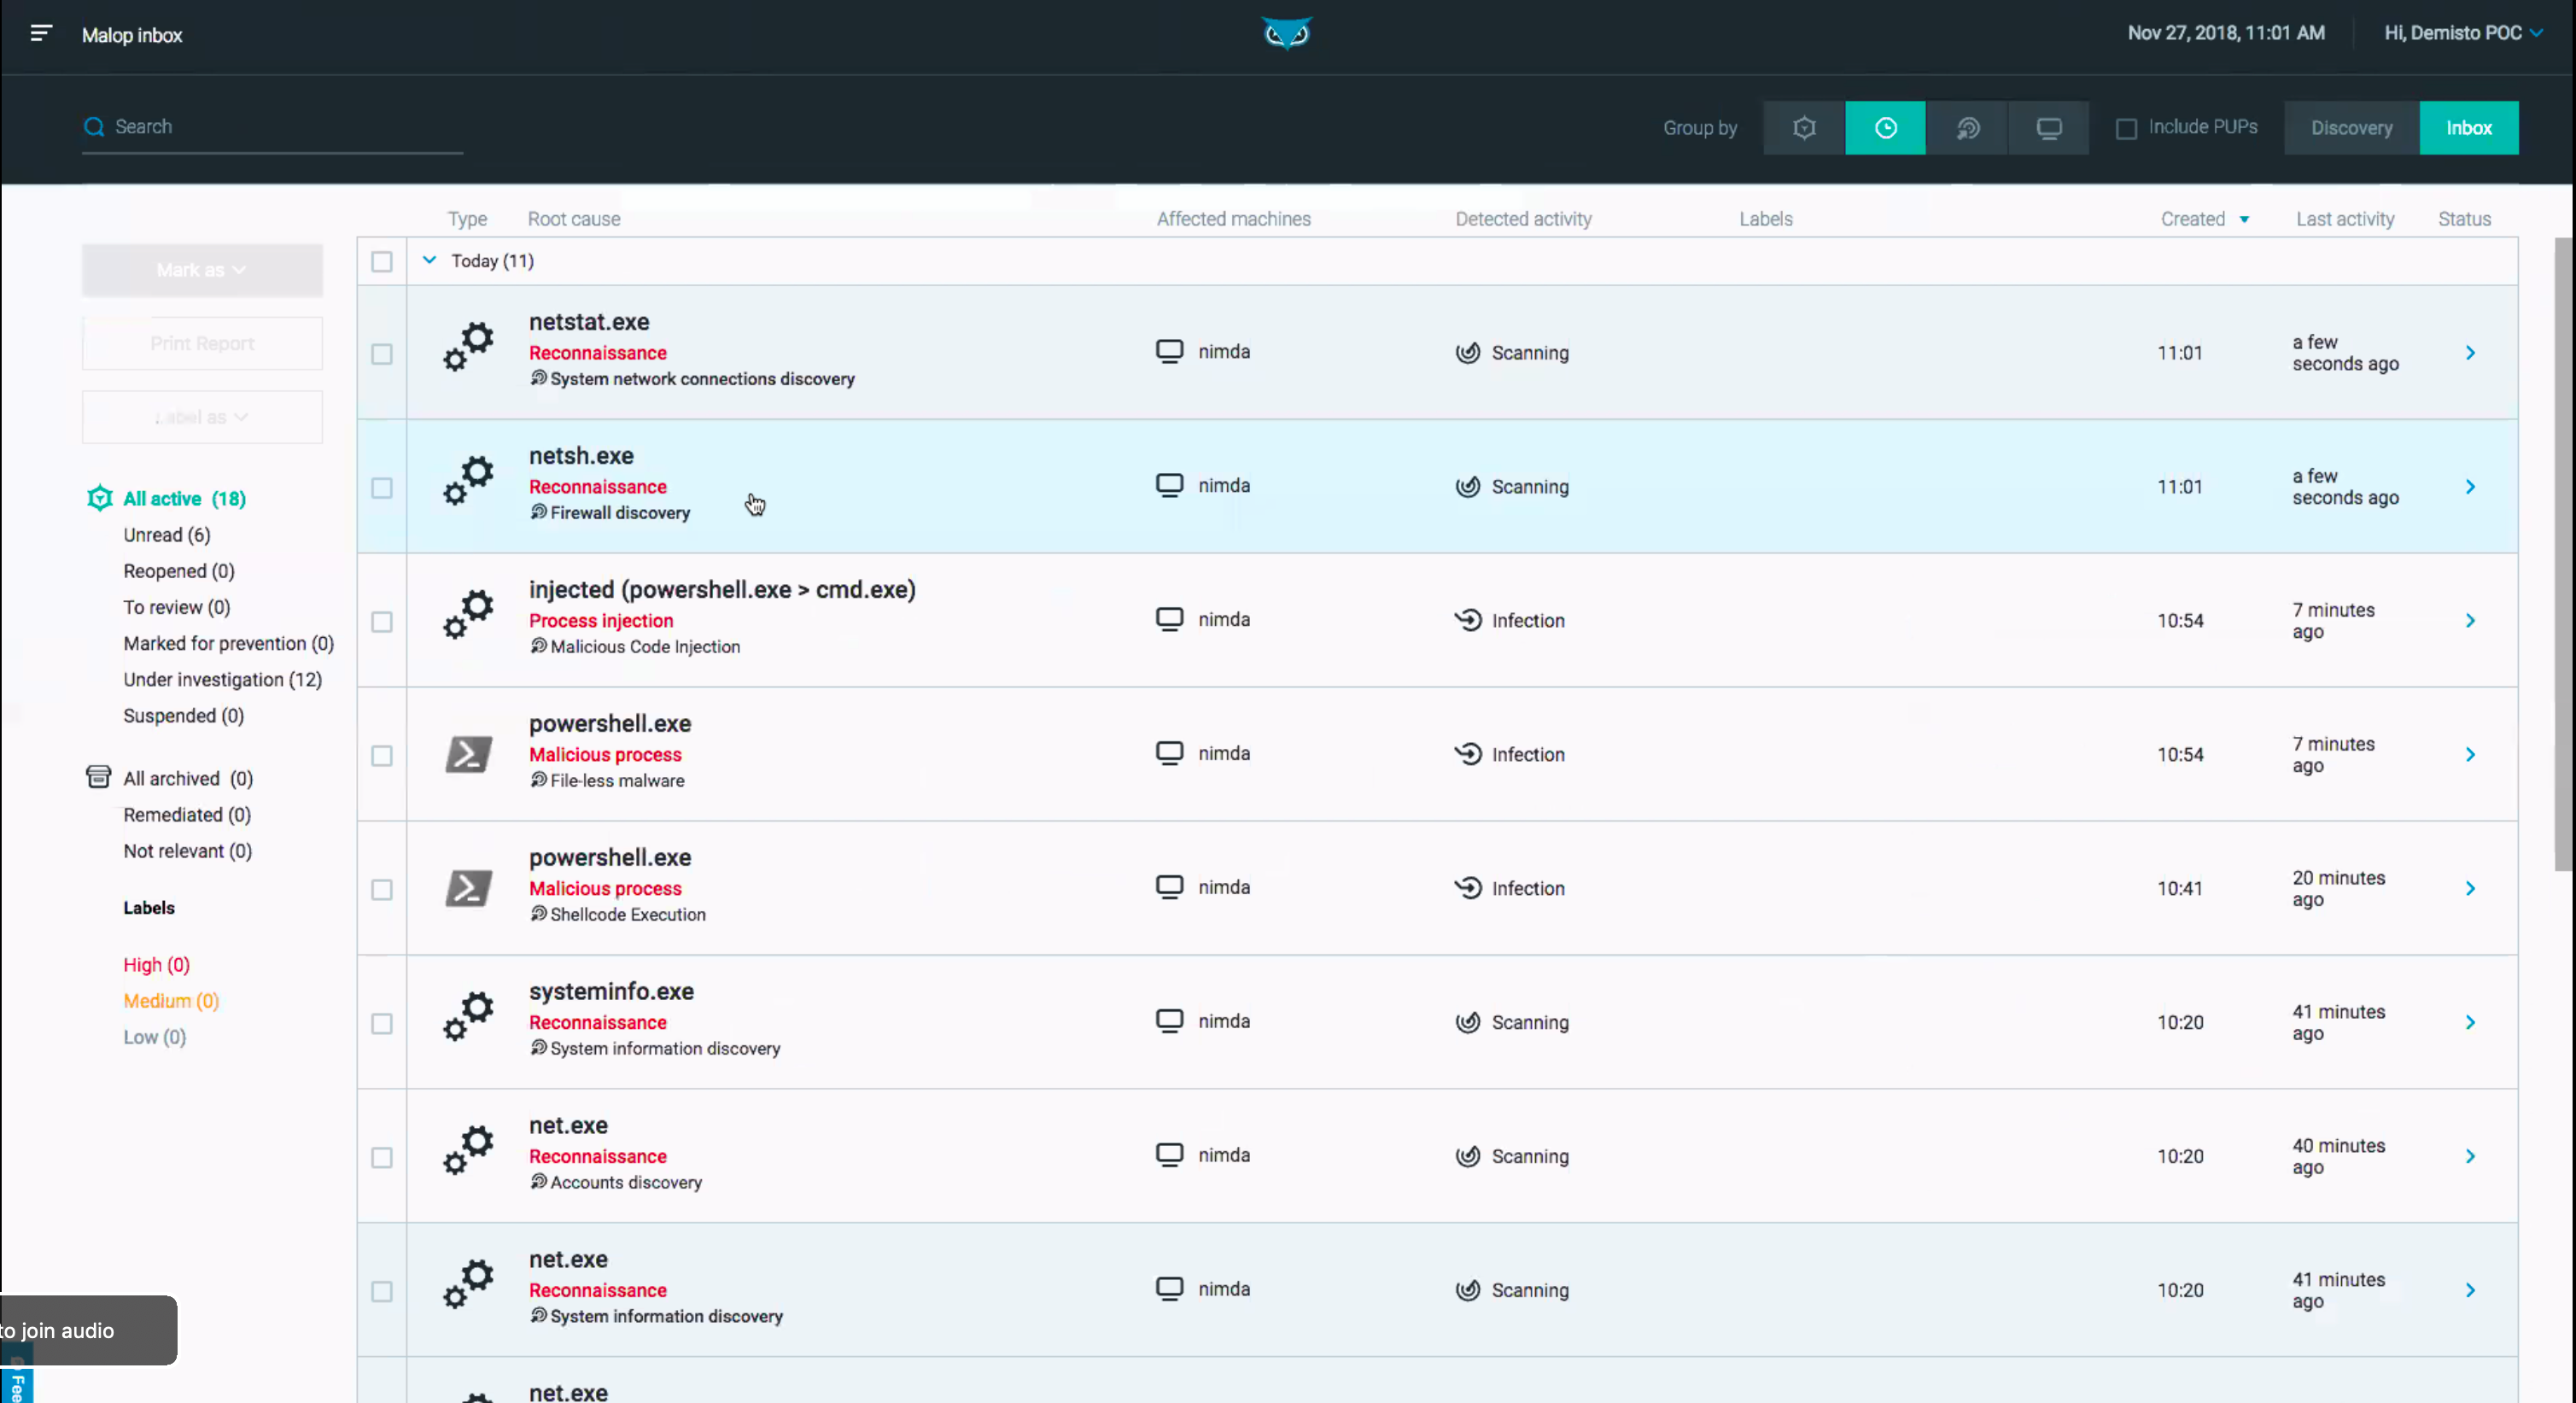 Malop inbox
Nov 27, 2018, 11:01 AM
Hi, Demisto POC
Search
Group by
Include PUPs
Discovery
Inbox
Type
Root cause
Affected machines
Detected activity
Labels
Created
Last activity
Status
Mark as
Print Report
Label as
All active (18)
Unread (6)
Reopened (0)
To review (0)
Marked for prevention (0)
Under investigation (12)
Suspended (0)
All archived (0)
Remediated (0)
Not relevant (0)
Labels
High (0)
Medium (0)
Low (0)
Today (11)
netstat.exe
Reconnaissance
System network connections discovery
nimda
Scanning
11:01
a few
seconds ago
netsh.exe
Reconnaissance
Firewall discovery
nimda
Scanning
11:01
a few
seconds ago
injected (powershell.exe > cmd.exe)
Process injection
Malicious Code Injection
nimda
Infection
10:54
7 minutes
ago
powershell.exe
Malicious process
File-less malware
nimda
Infection
10:54
7 minutes
ago
powershell.exe
Malicious process
Shellcode Execution
nimda
Infection
10:41
20 minutes
ago
systeminfo.exe
Reconnaissance
System information discovery
nimda
Scanning
10:20
41 minutes
ago
net.exe
Reconnaissance
Accounts discovery
nimda
Scanning
10:20
40 minutes
ago
net.exe
Reconnaissance
System information discovery
nimda
Scanning
10:20
41 minutes
ago
net.exe
to join audio
Fee